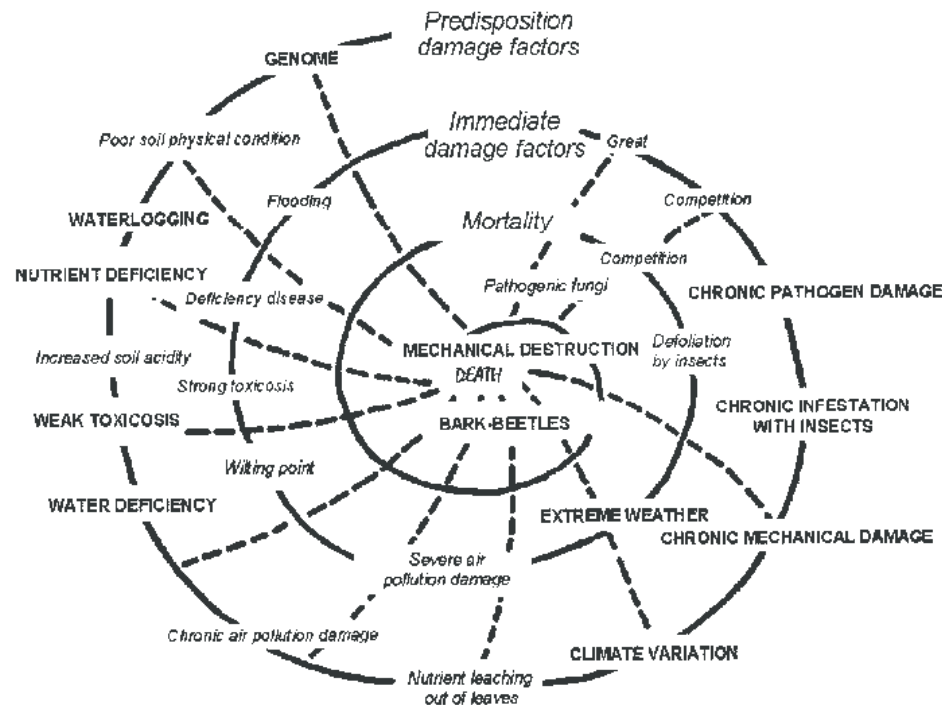 Predisposition
damage factors
GENOME
Immediate
damage factors
Great
Poor soil physical condition
Flooding
Competition
WATERLOGGING
Mortality
Competition
NUTRIENT DEFICIENCY
Deficiency disease
Pathogenic fungi
CHRONIC PATHOGEN DAMAGE
Increased soil acidity
MECHANICAL DESTRUCTION
Defoliation
by insects
Strong toxicosis
DEATH
WEAK TOXICOSIS
BARK-BEETLES
CHRONIC INFESTATION
WITH INSECTS
Wilting point
WATER DEFICIENCY
EXTREME WEATHER
CHRONIC MECHANICAL DAMAGE
Severe air
pollution damage
Chronic air pollution damage
CLIMATE VARIATION
Nutrient leaching
out of leaves